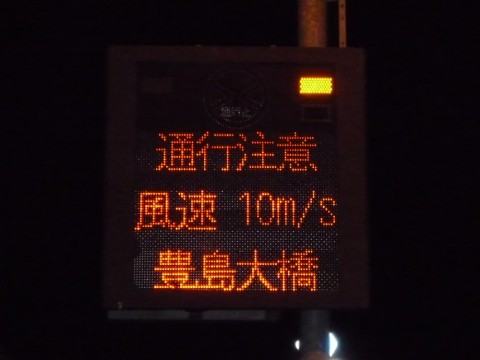 通行注意
風速 10m/s
豊島大橋